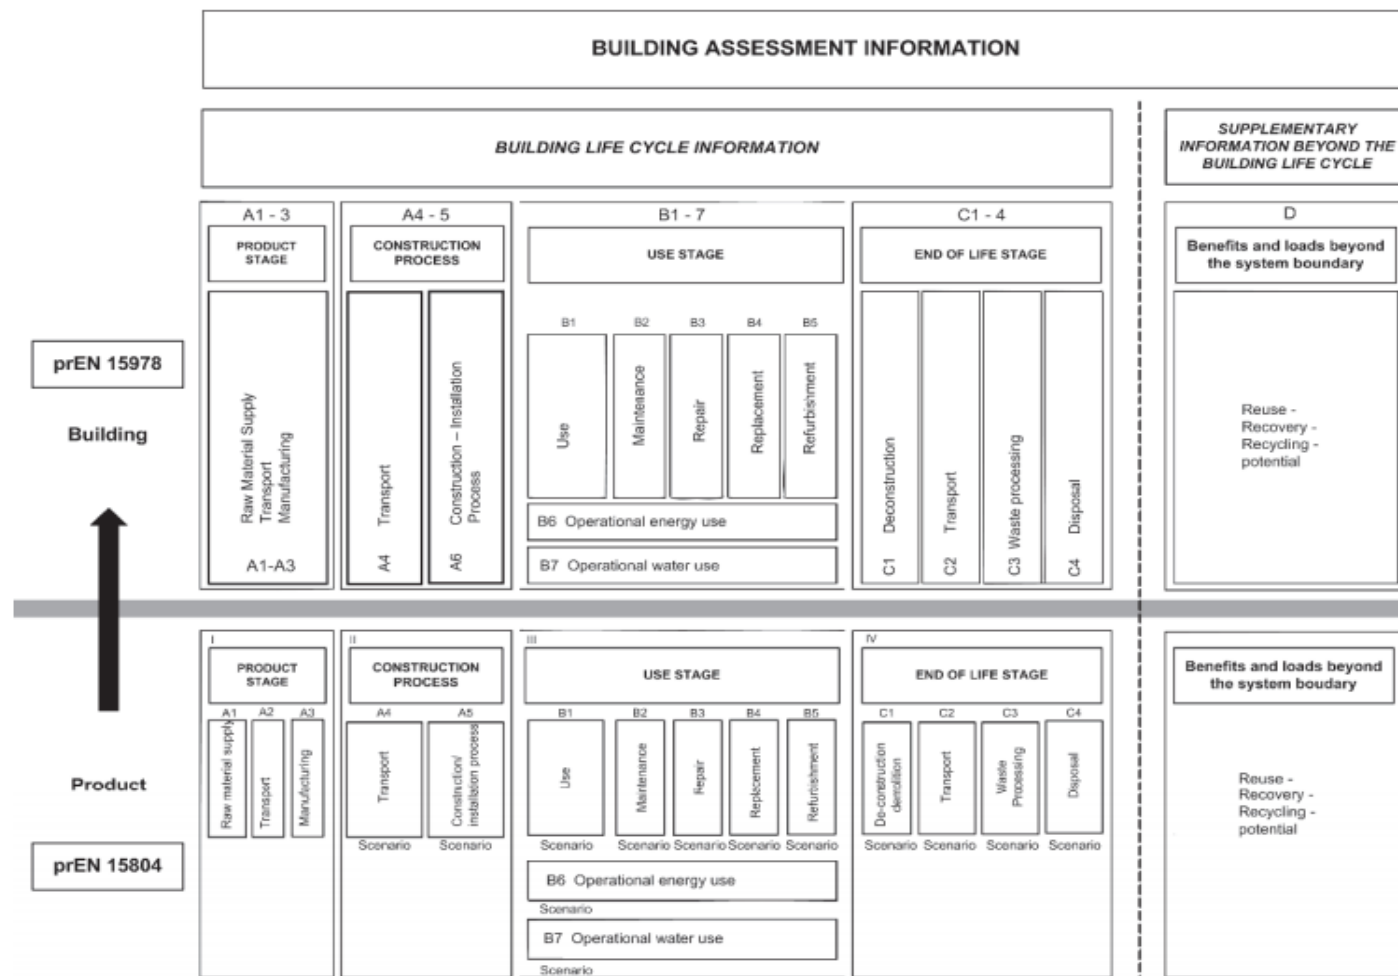 BUILDING ASSESSMENT INFORMATION
BUILDING LIFE CYCLE INFORMATION
SUPPLEMENTARY
INFORMATION BEYOND THE
BUILDING LIFE CYCLE
A1 - 3
A4 - 5
B1 - 7
C1 - 4
D
PRODUCT
STAGE
CONSTRUCTION
PROCESS
USE STAGE
END OF LIFE STAGE
Benefits and loads beyond
the system boundary
prEN 15978
Building
Raw Material Supply
Transport
Manufacturing
A1-A3
A4 Transport
A6 Construction – Installation
Process
B1
B2
B3
B4
B5
Use
Maintenance
Repair
Replacement
Refurbishment
B6 Operational energy use
B7 Operational water use
C1 Deconstruction
C2 Transport
C3 Waste processing
C4 Disposal
Reuse -
Recovery -
Recycling -
potential
I
II
III
IV
PRODUCT
STAGE
CONSTRUCTION
PROCESS
USE STAGE
END OF LIFE STAGE
Benefits and loads beyond
the system boudary
Product
prEN 15804
A1
A2
A3
Raw material supply
Transport
Manufacturing
A4
A5
Transport
Construction/
installation process
Scenario
Scenario
B1
B2
B3
B4
B5
Use
Maintenance
Repair
Replacement
Refurbishment
Scenario
Scenario
Scenario
Scenario
Scenario
B6 Operational energy use
Scenario
B7 Operational water use
Scenario
C1
C2
C3
C4
De-construction
demolition
Transport
Waste
Processing
Disposal
Scenario
Scenario
Scenario
Scenario
Reuse -
Recovery -
Recycling -
potential